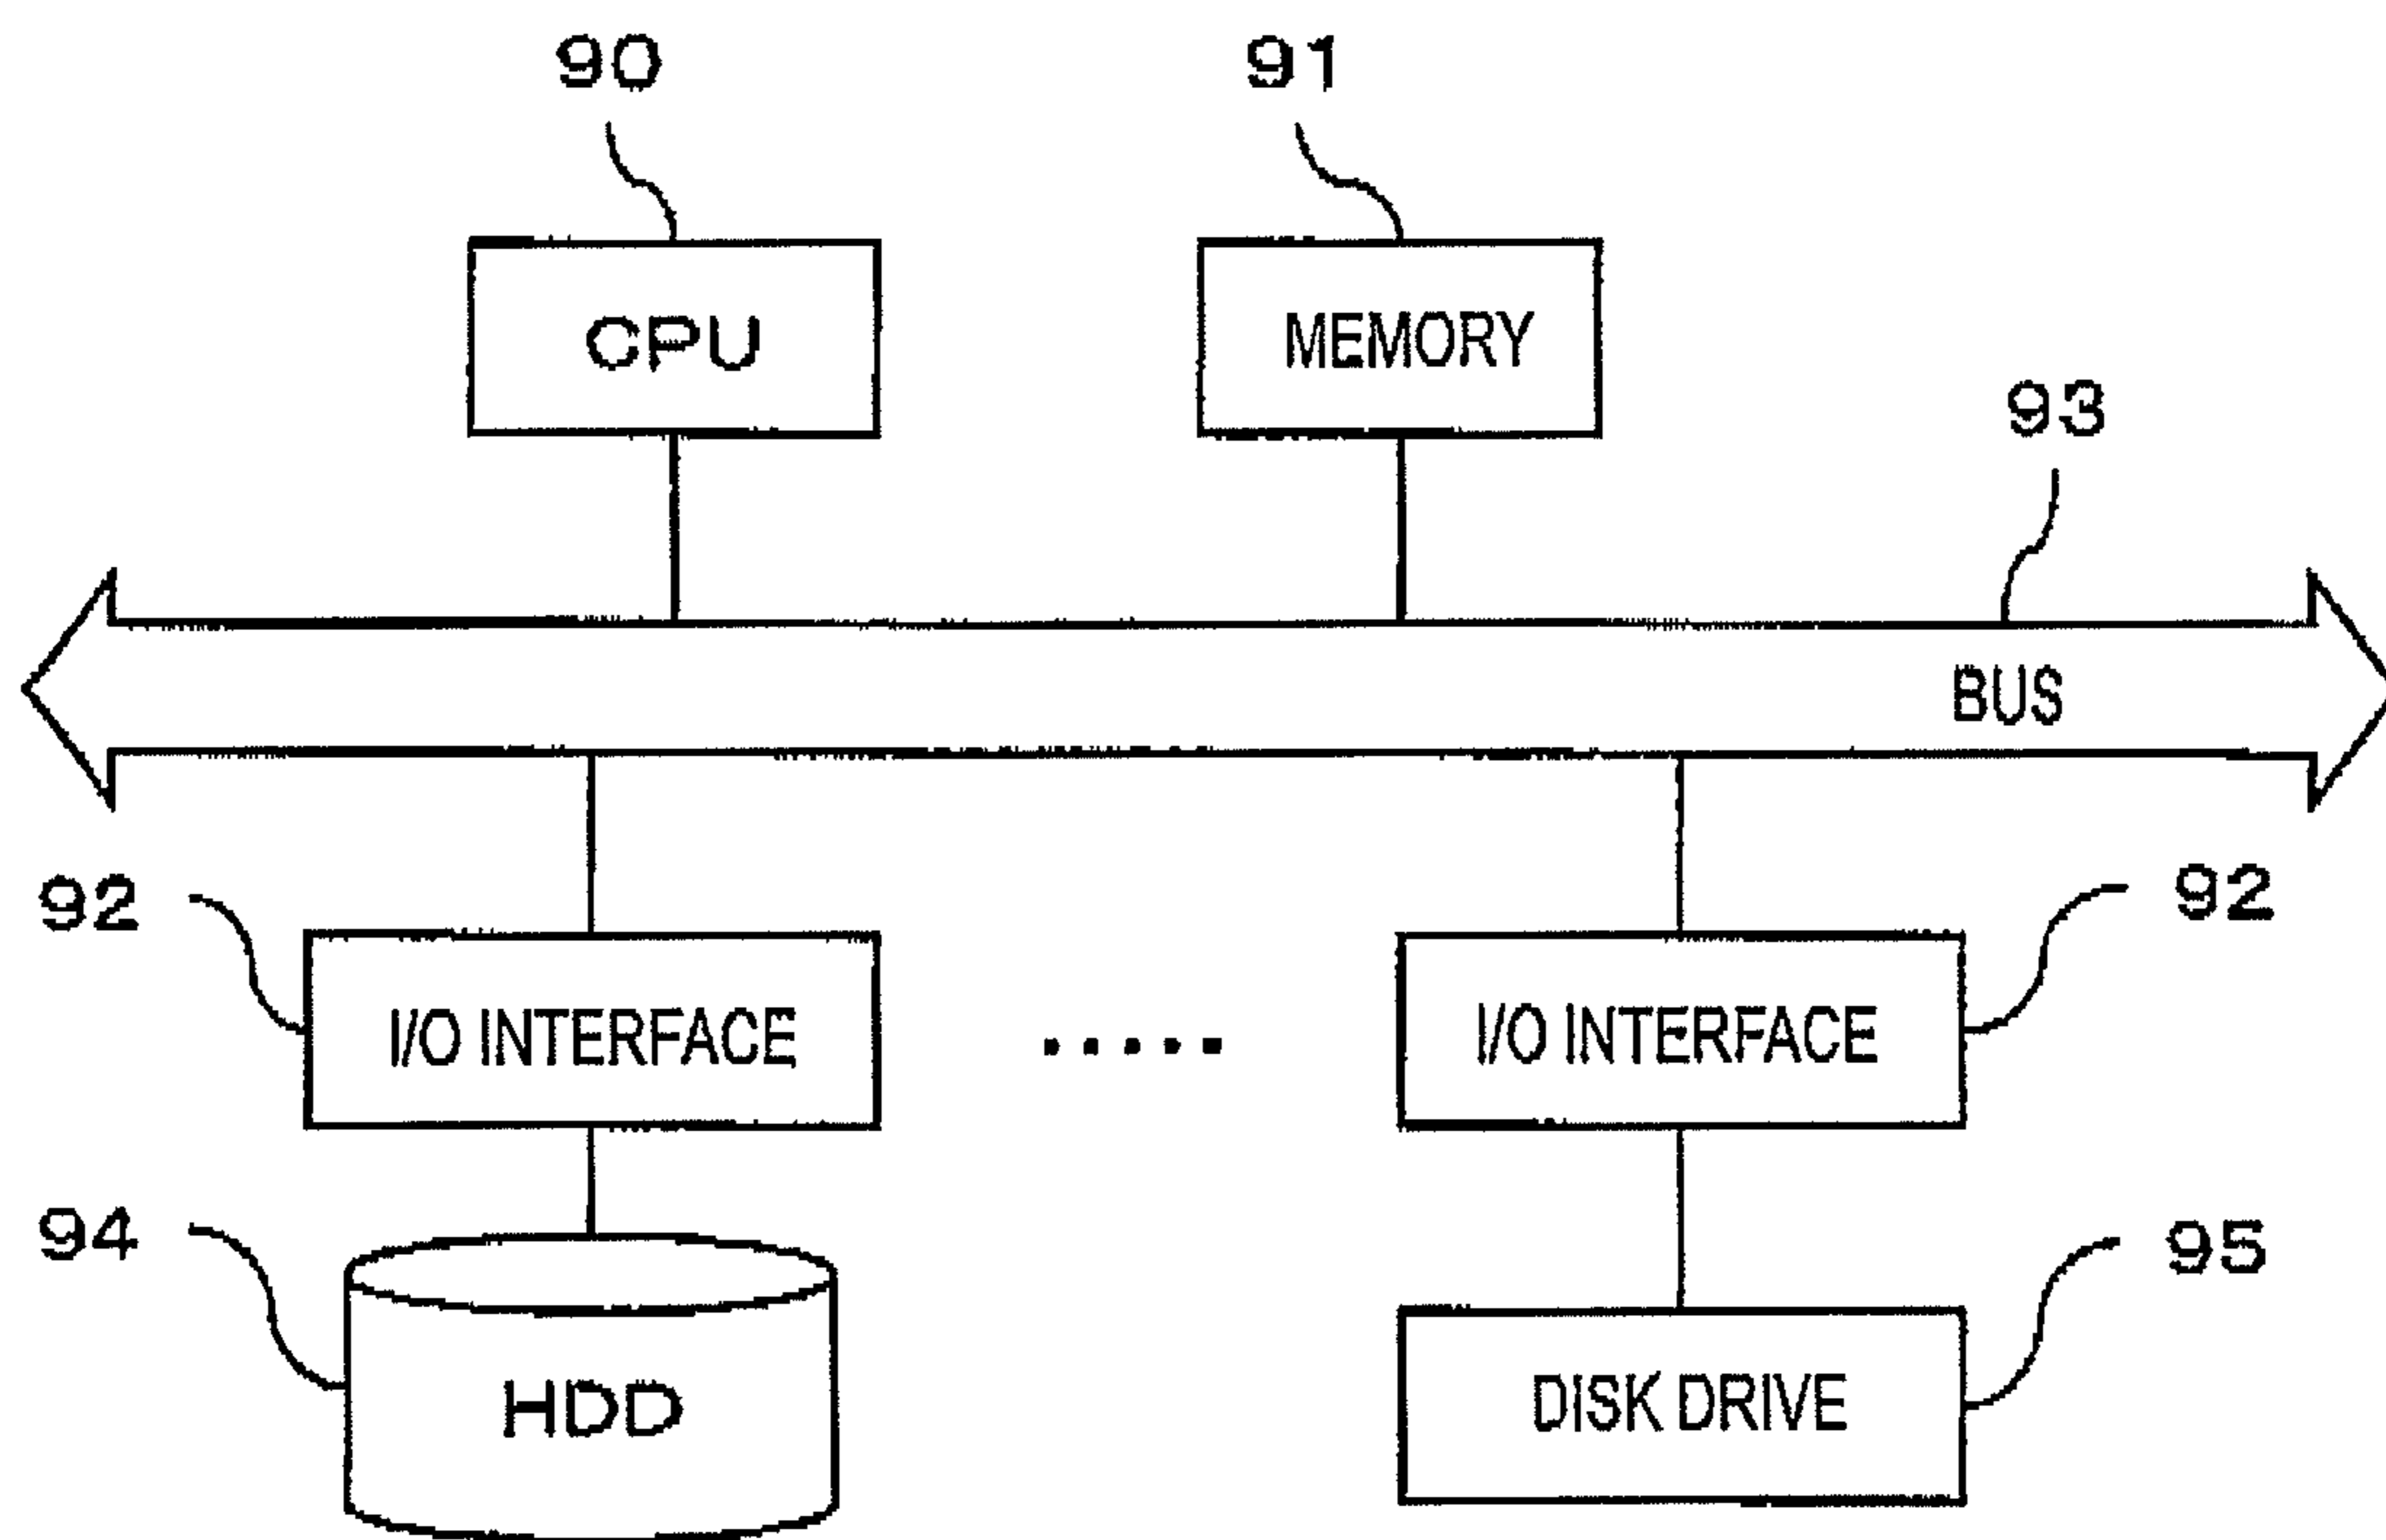 90
91
CPU
MEMORY
93
BUS
92
92
I/O INTERFACE
.....
I/O INTERFACE
94
95
HDD
DISK DRIVE